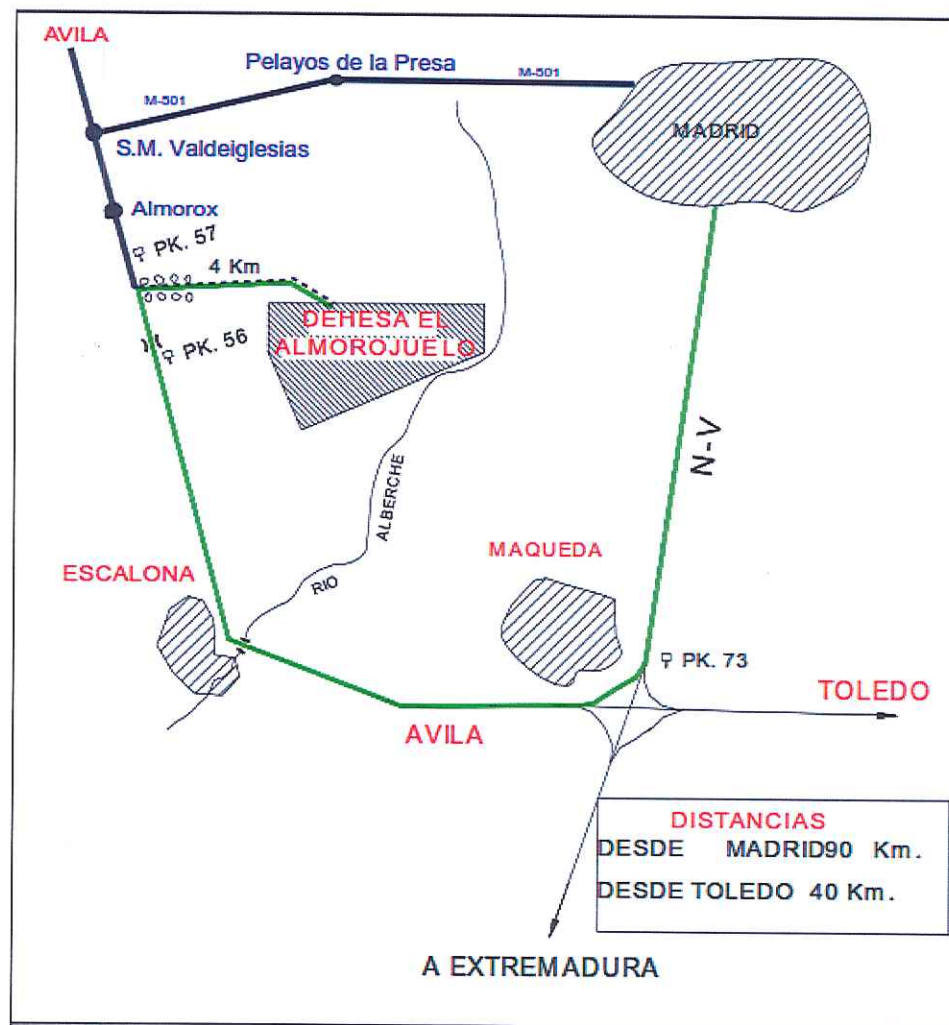 AVILA
Pelayos de la Presa
M-501
M-501
MADRID
S.M. Valdeiglesias
Almorox
PK. 57
4 Km
DEHESA EL
ALMOROJUELO
PK. 56
N-V
ALBERCHE
RIO
MAQUEDA
ESCALONA
PK. 73
TOLEDO
AVILA
DISTANCIAS
DESDE MADRID90 Km.
DESDE TOLEDO 40 Km.
A EXTREMADURA